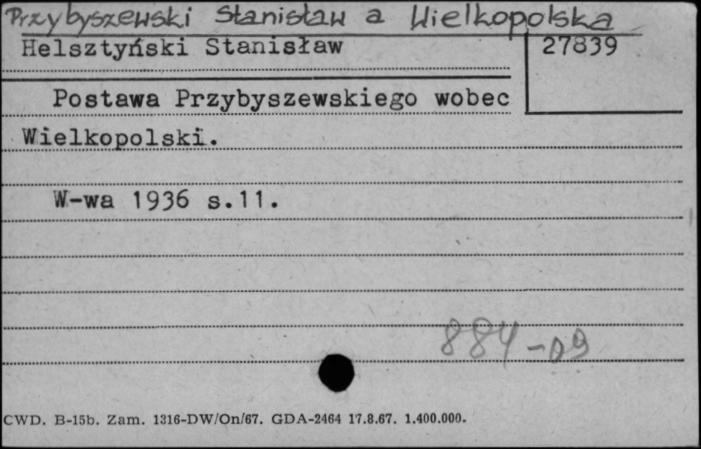 Przybyszewski Stanisław a Wielkopolska
Helsztyński Stanisław 27839
Postawa Przybyszewskiego wobec
Wielkopolski.
W-wa 1936 s.11.
884-09
CWD. B-15b. Zam. 1316-DW/On/67. GDA-2464 17.8.67. 1.400.000.